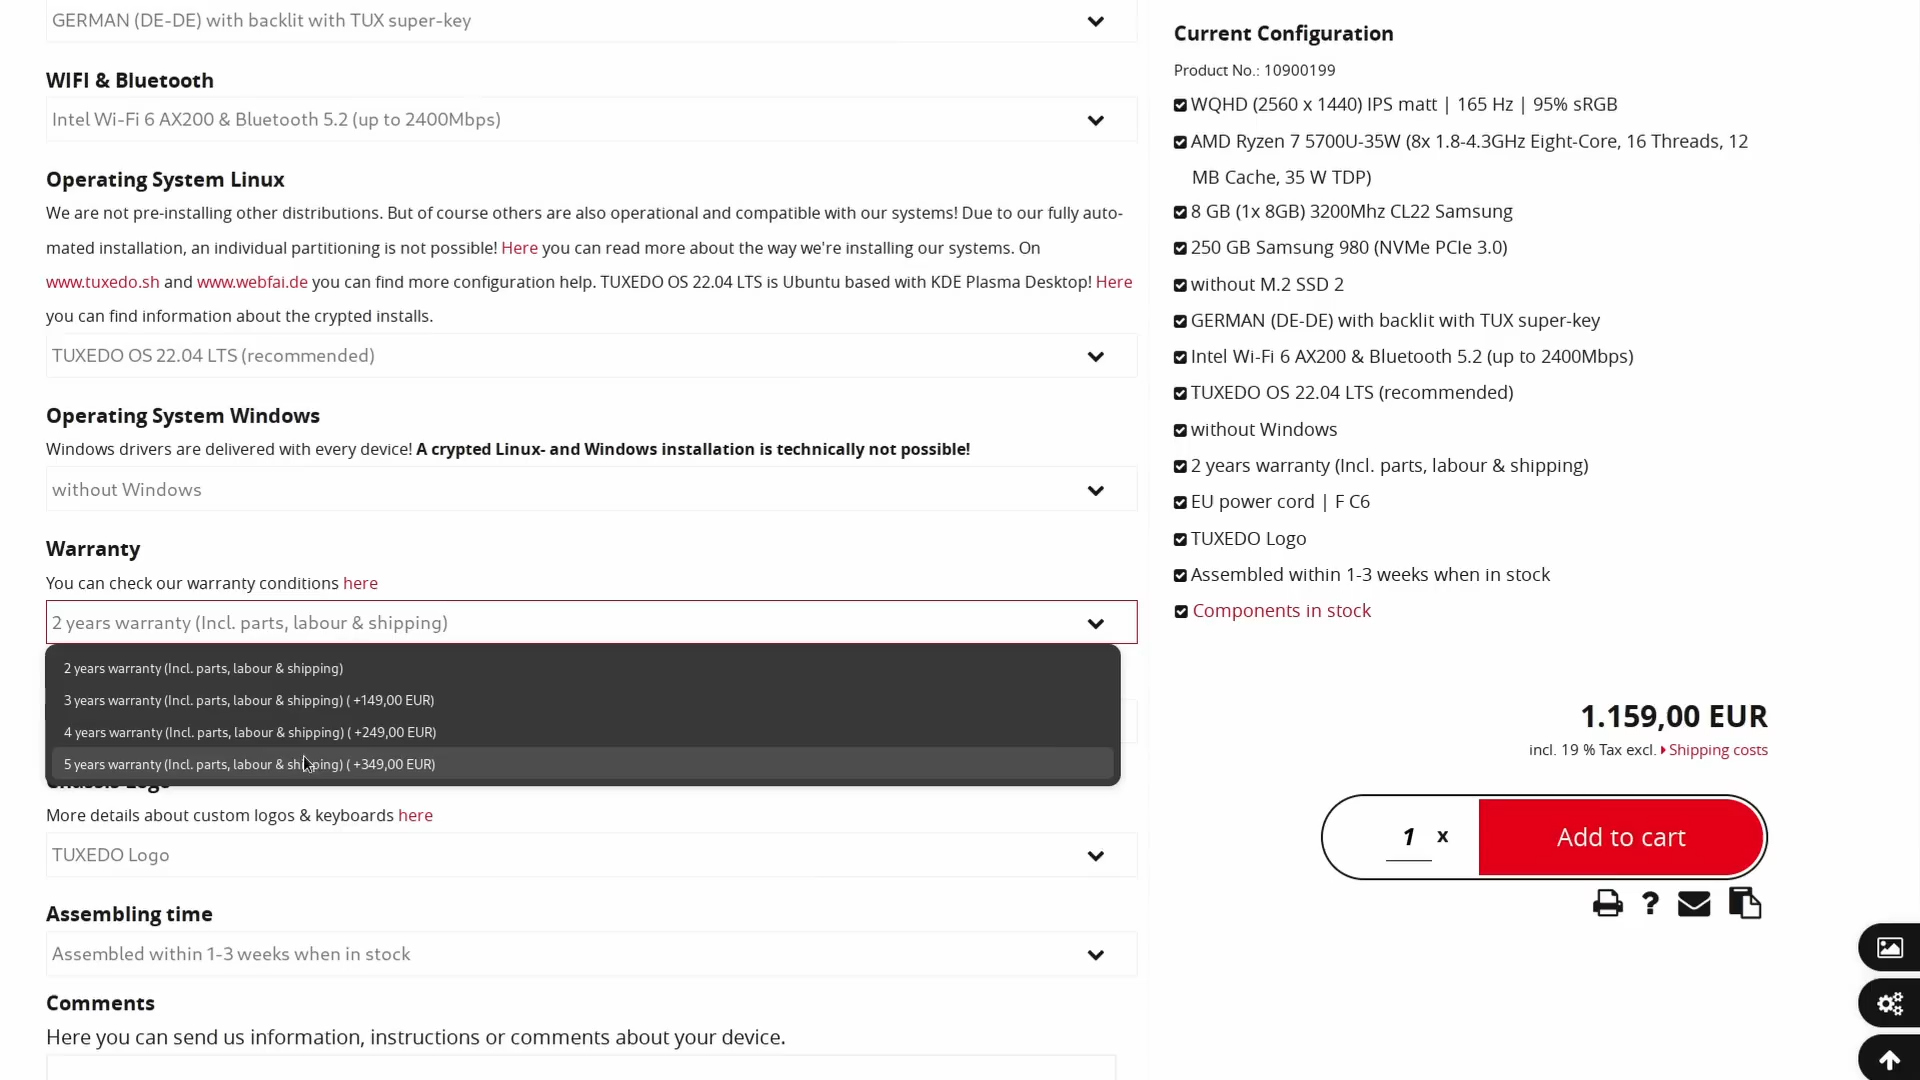 GERMAN (DE-DE) with backlit with TUX super-key
WIFI & Bluetooth
Intel Wi-Fi 6 AX200 & Bluetooth 5.2 (up to 2400Mbps)
Operating System Linux
We are not pre-installing other distributions. But of course others are also operational and compatible with our systems! Due to our fully auto-
mated installation, an individual partitioning is not possible! Here you can read more about the way we're installing our systems. On
www.tuxedo.sh and www.webfai.de you can find more configuration help. TUXEDO OS 22.04 LTS is Ubuntu based with KDE Plasma Desktop! Here
you can find information about the crypted installs.
TUXEDO OS 22.04 LTS (recommended)
Operating System Windows
Windows drivers are delivered with every device! A crypted Linux- and Windows installation is technically not possible!
without Windows
Warranty
You can check our warranty conditions here
2 years warranty (Incl. parts, labour & shipping)
2 years warranty (Incl. parts, labour & shipping)
3 years warranty (Incl. parts, labour & shipping) ( +149,00 EUR)
4 years warranty (Incl. parts, labour & shipping) ( +249,00 EUR)
5 years warranty (Incl. parts, labour & shipping) ( +349,00 EUR)
Chassis Logo
More details about custom logos & keyboards here
TUXEDO Logo
Assembling time
Assembled within 1-3 weeks when in stock
Comments
Here you can send us information, instructions or comments about your device.
Current Configuration
Product No.: 10900199
WQHD (2560 x 1440) IPS matt | 165 Hz | 95% sRGB
AMD Ryzen 7 5700U-35W (8x 1.8-4.3GHz Eight-Core, 16 Threads, 12
MB Cache, 35 W TDP)
8 GB (1x 8GB) 3200Mhz CL22 Samsung
250 GB Samsung 980 (NVMe PCIe 3.0)
without M.2 SSD 2
GERMAN (DE-DE) with backlit with TUX super-key
Intel Wi-Fi 6 AX200 & Bluetooth 5.2 (up to 2400Mbps)
TUXEDO OS 22.04 LTS (recommended)
without Windows
2 years warranty (Incl. parts, labour & shipping)
EU power cord | F C6
TUXEDO Logo
Assembled within 1-3 weeks when in stock
Components in stock
1.159,00 EUR
incl. 19 % Tax excl. Shipping costs
1 x
Add to cart